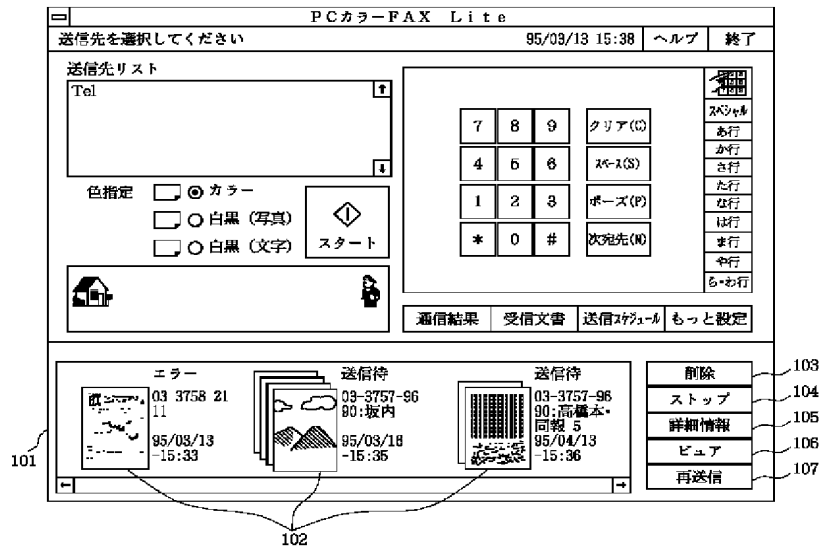 PCカラーFAX Lite
送信先を選択してください 95/03/13 15:38 ヘルプ 終了
送信先リスト
Tel
色指定
カラー
白黒 (写真)
白黒 (文字)
スタート
7 8 9 クリア(C)
4 5 6 スペース(S)
1 2 3 ポーズ(P)
* 0 # 次宛先(N)
スペシャル
あ行
か行
さ行
た行
な行
は行
ま行
や行
ら・わ行
通信結果 受信文書 送信スケジュール もっと設定
エラー
03 3758 21
11
95/03/13
-15:33
送信待
03-3757-96
90:坂内
95/03/18
-15:35
送信待
03-3757-96
90:高橋本・
同報 5
95/04/13
-15:36
削除
ストップ
詳細情報
ビュア
再送信
101
102
103
104
105
106
107